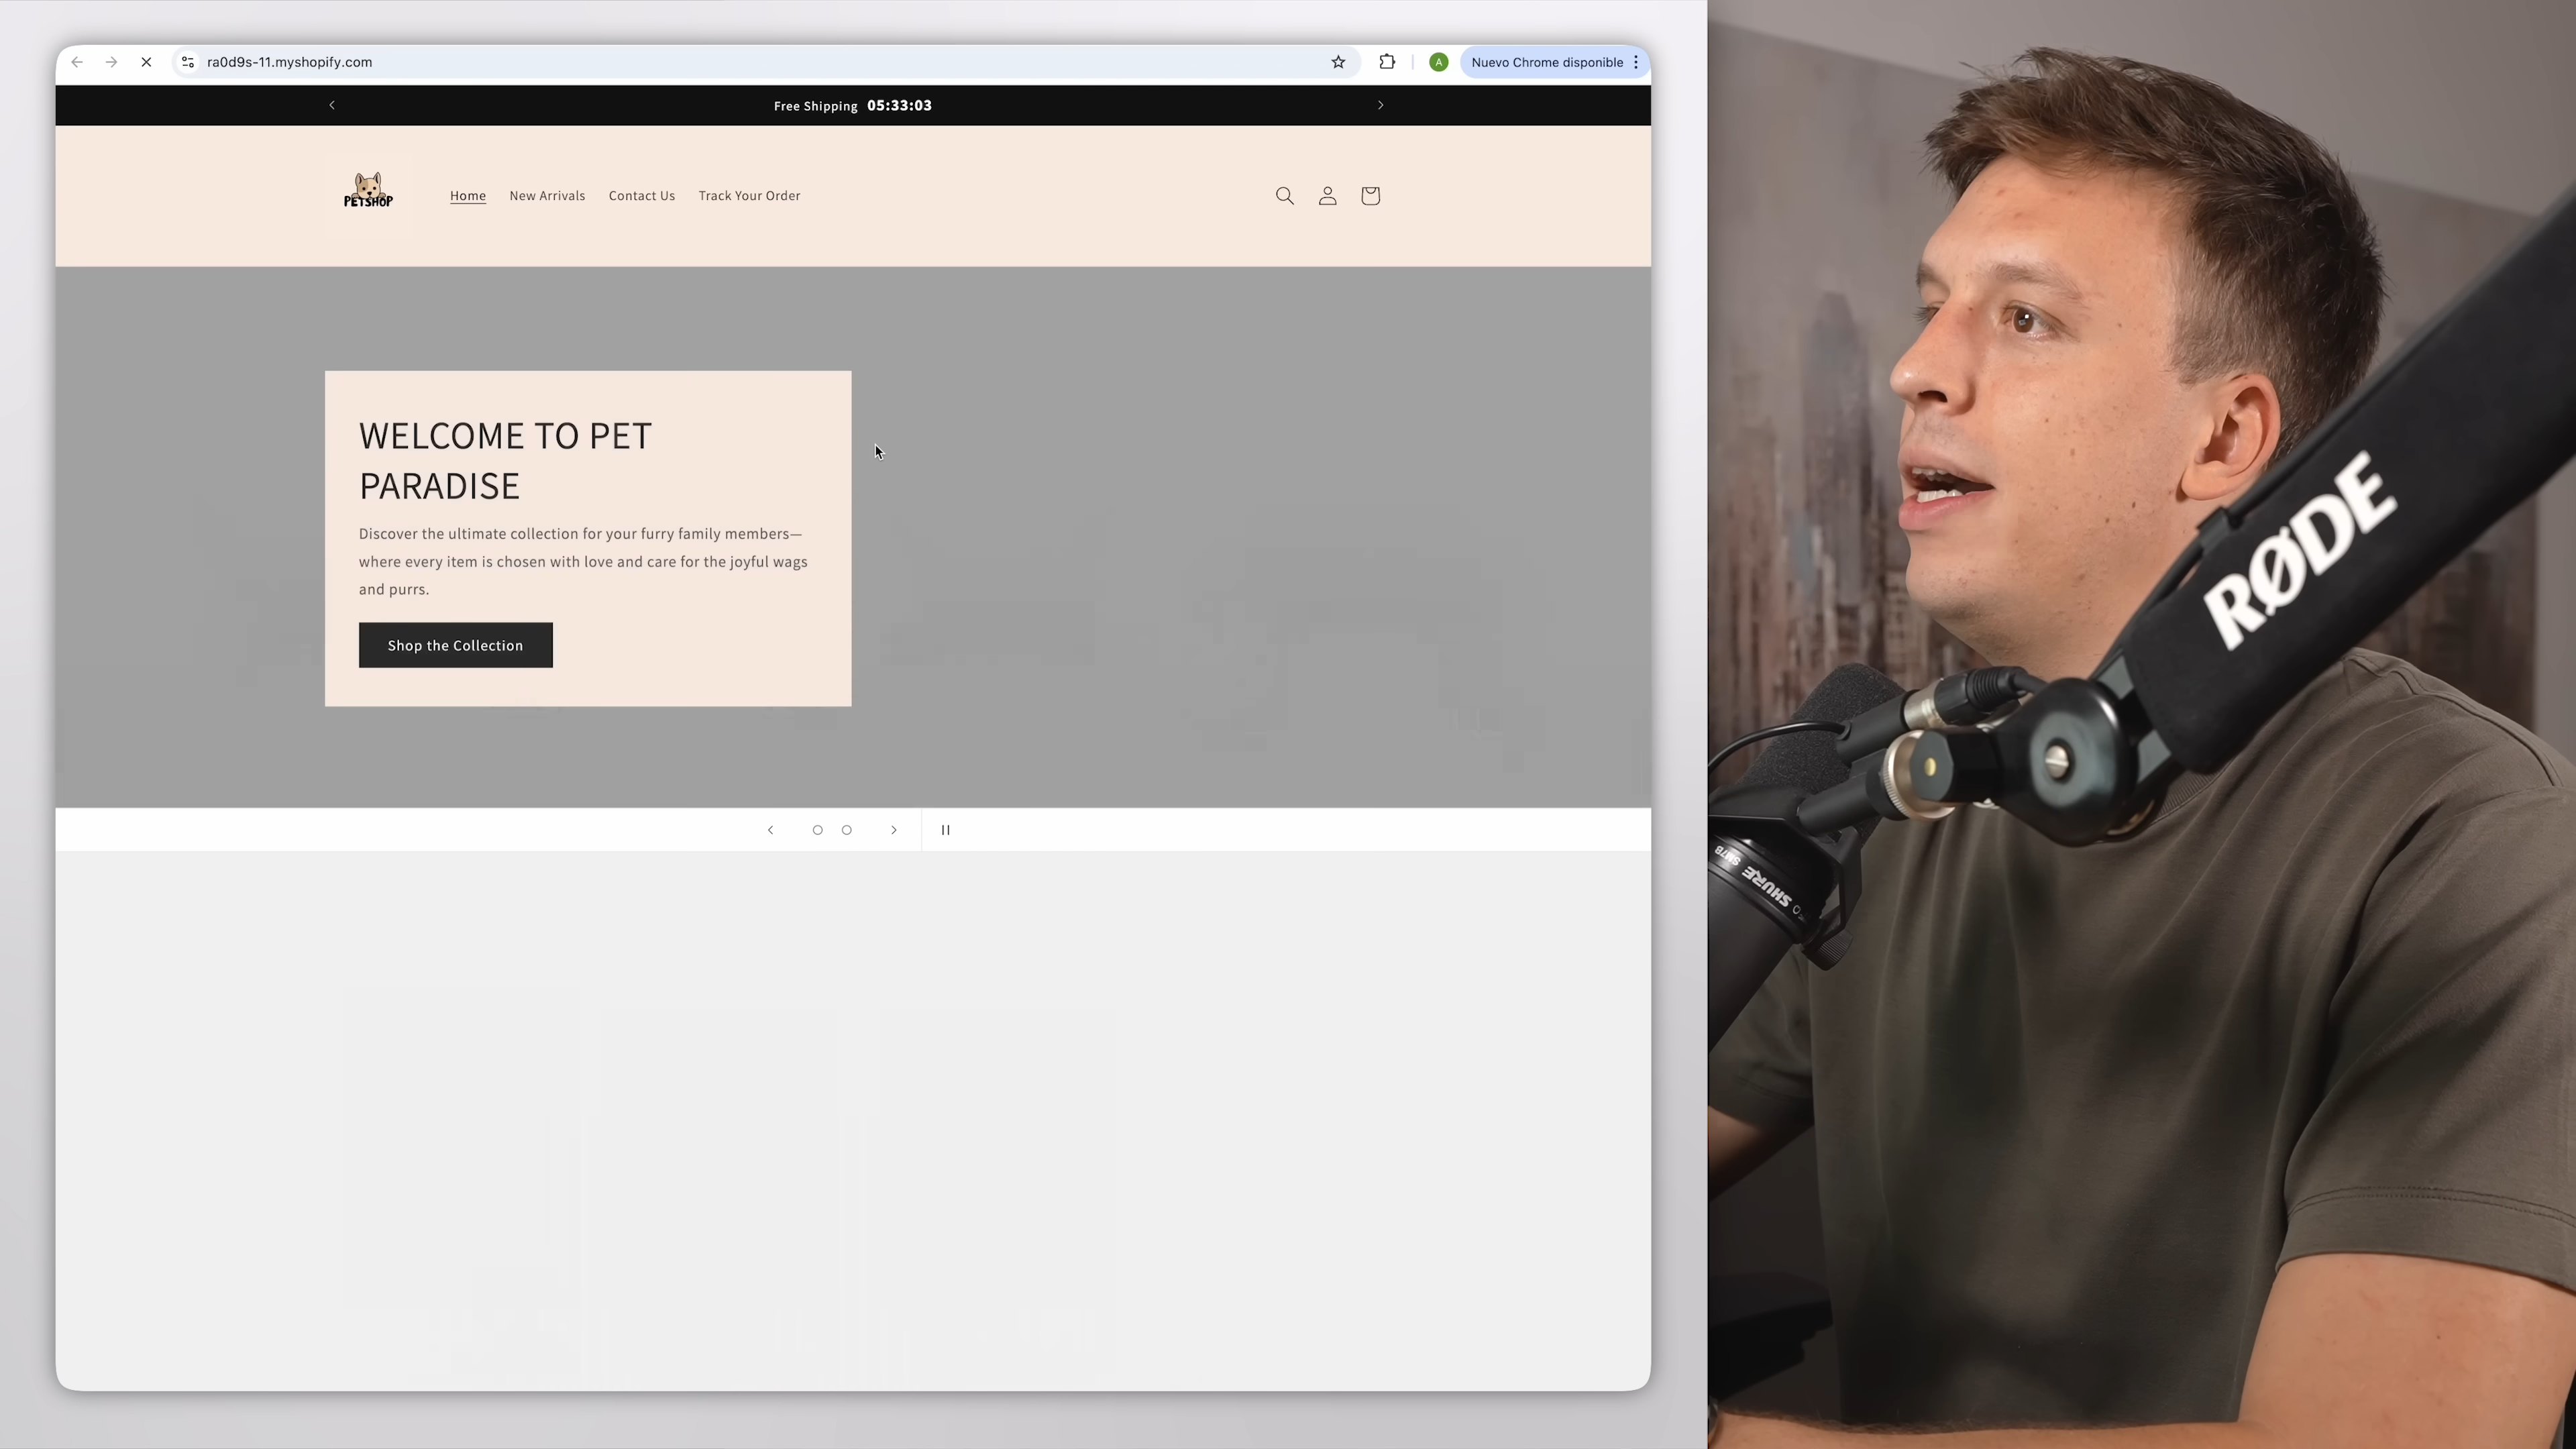 ra0d9s-11.myshopify.com
A
Nuevo Chrome disponible
Free Shipping 05:33:03
PETSHOP
Home
New Arrivals
Contact Us
Track Your Order
WELCOME TO PET
PARADISE
Discover the ultimate collection for your furry family members—
where every item is chosen with love and care for the joyful wags
and purrs.
Shop the Collection
RØDE
SHURE
SM7B